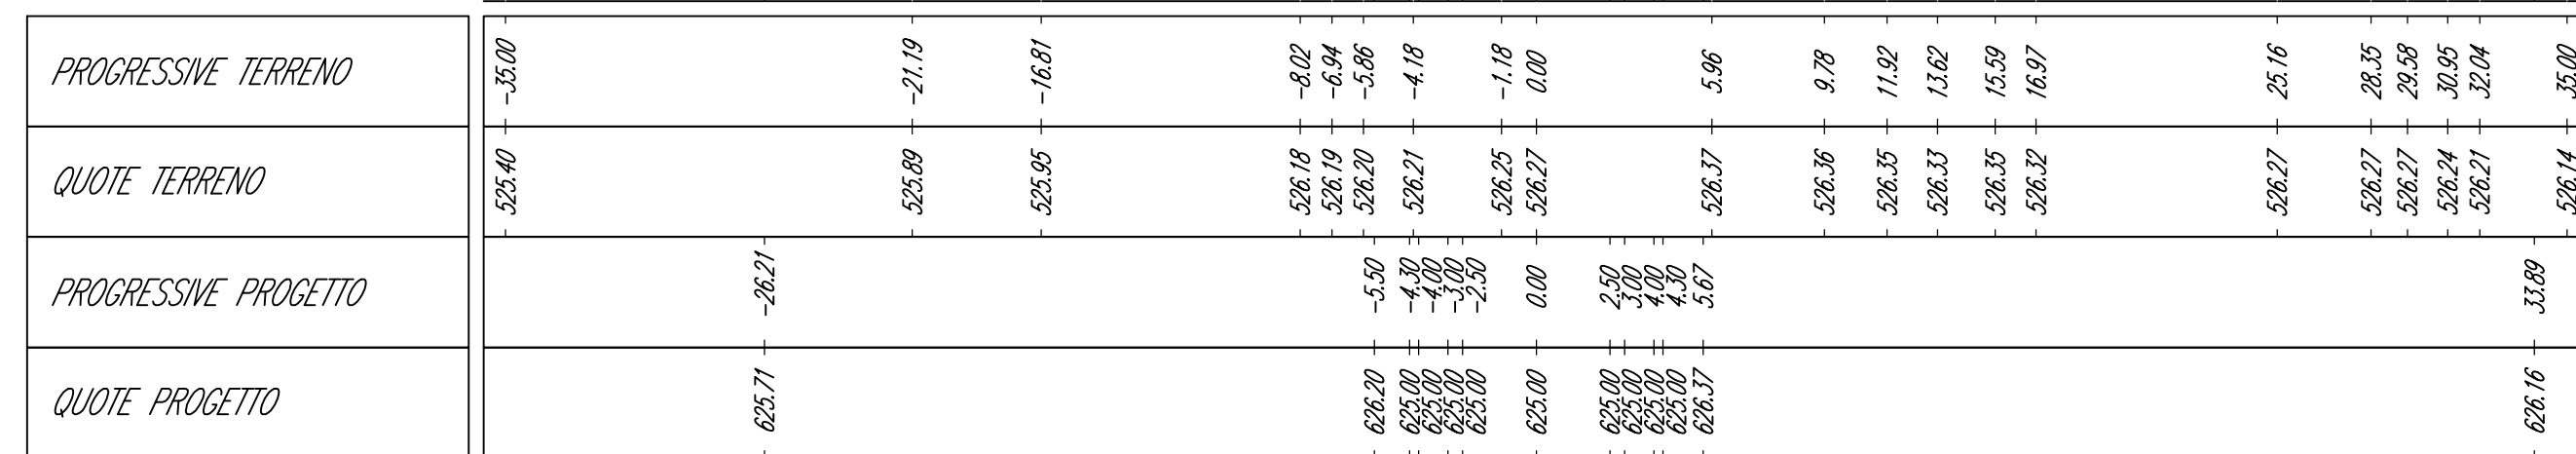 PROGRESSIVE TERRENO -35.00 -21.19 -16.81 -8.02 -6.94 -5.86 -4.18 -1.18 0.00 5.96 9.78 11.92 13.62 15.59 16.97 25.16 28.35 29.58 30.95 32.04 35.00
QUOTE TERRENO 525.40 525.89 525.95 526.18 526.19 526.20 526.21 526.25 526.27 526.37 526.36 526.35 526.33 526.35 526.32 526.27 526.27 526.27 526.24 526.21 526.14
PROGRESSIVE PROGETTO -26.21 -5.50 -4.30 -4.00 -3.00 -2.50 0.00 2.50 3.00 4.00 4.30 5.67 33.89
QUOTE PROGETTO 625.71 626.20 625.00 625.00 625.00 625.00 625.00 625.00 625.00 625.00 625.00 626.37 626.16